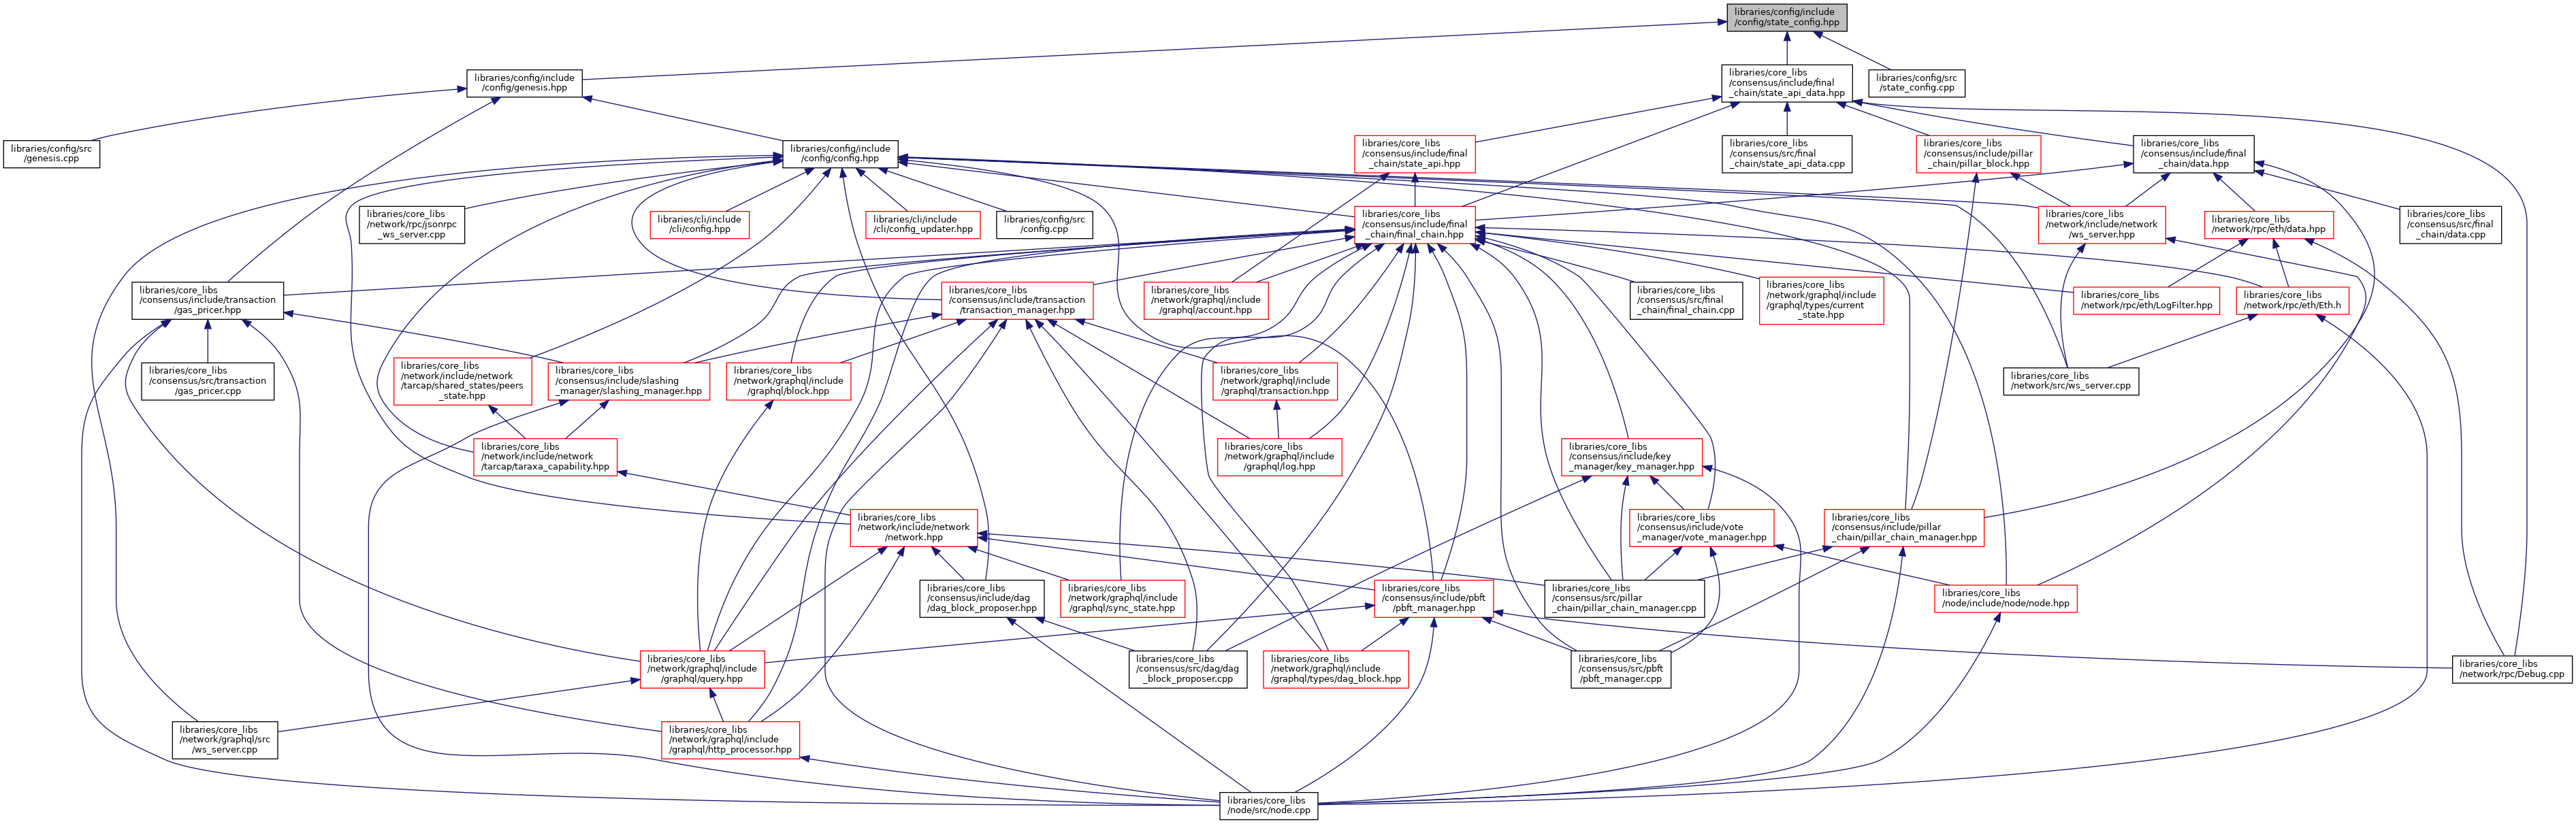 libraries/config/include
/config/state_config.hpp
libraries/config/include
/config/genesis.hpp
libraries/core_libs
/consensus/include/final
_chain/state_api_data.hpp
libraries/config/src
/state_config.cpp
libraries/config/src
/genesis.cpp
libraries/config/include
/config/config.hpp
libraries/core_libs
/consensus/include/final
_chain/state_api.hpp
libraries/core_libs
/consensus/src/final
_chain/state_api_data.cpp
libraries/core_libs
/consensus/include/pillar
_chain/pillar_block.hpp
libraries/core_libs
/consensus/include/final
_chain/data.hpp
libraries/core_libs
/network/rpc/jsonrpc
_ws_server.cpp
libraries/cli/include
/cli/config.hpp
libraries/cli/include
/cli/config_updater.hpp
libraries/config/src
/config.cpp
libraries/core_libs
/consensus/include/final
_chain/final_chain.hpp
libraries/core_libs
/network/include/network
/ws_server.hpp
libraries/core_libs
/network/rpc/eth/data.hpp
libraries/core_libs
/consensus/src/final
_chain/data.cpp
libraries/core_libs
/consensus/include/transaction
/gas_pricer.hpp
libraries/core_libs
/consensus/include/transaction
/transaction_manager.hpp
libraries/core_libs
/network/graphql/include
/graphql/account.hpp
libraries/core_libs
/consensus/src/final
_chain/final_chain.cpp
libraries/core_libs
/network/graphql/include
/graphql/types/current
_state.hpp
libraries/core_libs
/network/rpc/eth/LogFilter.hpp
libraries/core_libs
/network/rpc/eth/Eth.h
libraries/core_libs
/consensus/src/transaction
/gas_pricer.cpp
libraries/core_libs
/network/include/network
/tarcap/shared_states/peers
_state.hpp
libraries/core_libs
/consensus/include/slashing
_manager/slashing_manager.hpp
libraries/core_libs
/network/graphql/include
/graphql/block.hpp
libraries/core_libs
/network/graphql/include
/graphql/transaction.hpp
libraries/core_libs
/network/src/ws_server.cpp
libraries/core_libs
/network/include/network
/tarcap/taraxa_capability.hpp
libraries/core_libs
/network/graphql/include
/graphql/log.hpp
libraries/core_libs
/consensus/include/key
_manager/key_manager.hpp
libraries/core_libs
/network/include/network
/network.hpp
libraries/core_libs
/consensus/include/vote
_manager/vote_manager.hpp
libraries/core_libs
/consensus/include/pillar
_chain/pillar_chain_manager.hpp
libraries/core_libs
/consensus/include/dag
/dag_block_proposer.hpp
libraries/core_libs
/network/graphql/include
/graphql/sync_state.hpp
libraries/core_libs
/consensus/include/pbft
/pbft_manager.hpp
libraries/core_libs
/consensus/src/pillar
_chain/pillar_chain_manager.cpp
libraries/core_libs
/node/include/node/node.hpp
libraries/core_libs
/network/graphql/include
/graphql/query.hpp
libraries/core_libs
/consensus/src/dag/dag
_block_proposer.cpp
libraries/core_libs
/network/graphql/include
/graphql/types/dag_block.hpp
libraries/core_libs
/consensus/src/pbft
/pbft_manager.cpp
libraries/core_libs
/network/rpc/Debug.cpp
libraries/core_libs
/network/graphql/src
/ws_server.cpp
libraries/core_libs
/network/graphql/include
/graphql/http_processor.hpp
libraries/core_libs
/node/src/node.cpp